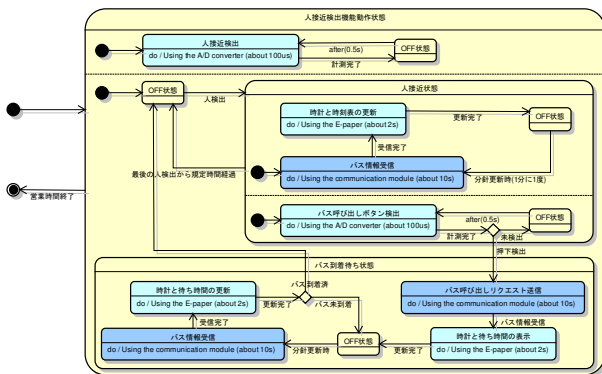 人接近検出機能動作状態
人接近検出
do / Using the A/D converter (about 100us)
after(0.5s)
計測完了
OFF状態
OFF状態
人検出
人接近状態
時計と時刻表の更新
do / Using the E-paper (about 2s)
更新完了
OFF状態
受信完了
バス情報受信
do / Using the communication module (about 10s)
分針更新時(1分に1度)
最後の人検出から規定時間経過
営業時間終了
バス呼び出しボタン検出
do / Using the A/D converter (about 100us)
after(0.5s)
計測完了
OFF状態
未検出
押下検出
バス到着待ち状態
時計と待ち時間の更新
do / Using the E-paper (about 2s)
更新完了
バス到着済
バス未到着
受信完了
バス情報受信
do / Using the communication module (about 10s)
分針更新時
OFF状態
更新完了
バス呼び出しリクエスト送信
do / Using the communication module (about 10s)
バス情報受信
時計と待ち時間の表示
do / Using the E-paper (about 2s)